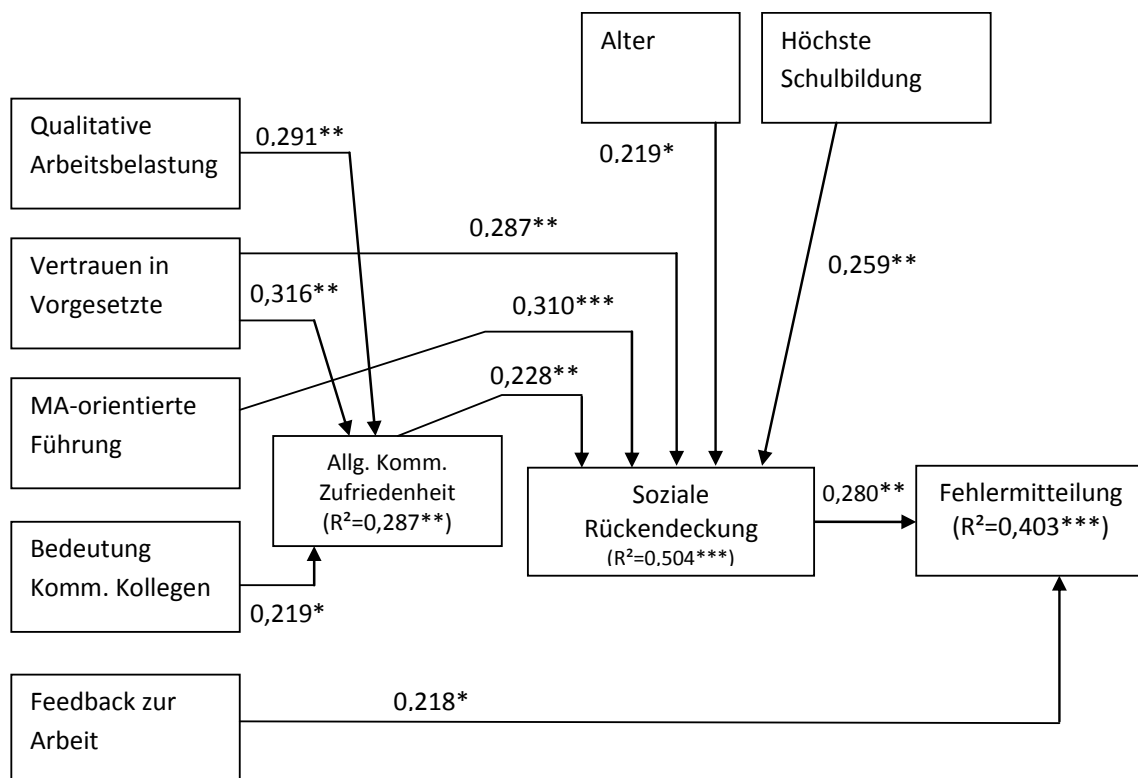 Alter
Höchste
Schulbildung
Qualitative
Arbeitsbelastung
0,291**
0,219*
Vertrauen in
Vorgesetzte
0,287**
0,259**
0,316**
0,310***
MA-orientierte
Führung
0,228**
Allg. Komm.
Zufriedenheit
(R²=0,287**)
Soziale
Rückendeckung
(R²=0,504***)
0,280**
Fehlermitteilung
(R²=0,403***)
Bedeutung
Komm. Kollegen
0,219*
Feedback zur
Arbeit
0,218*